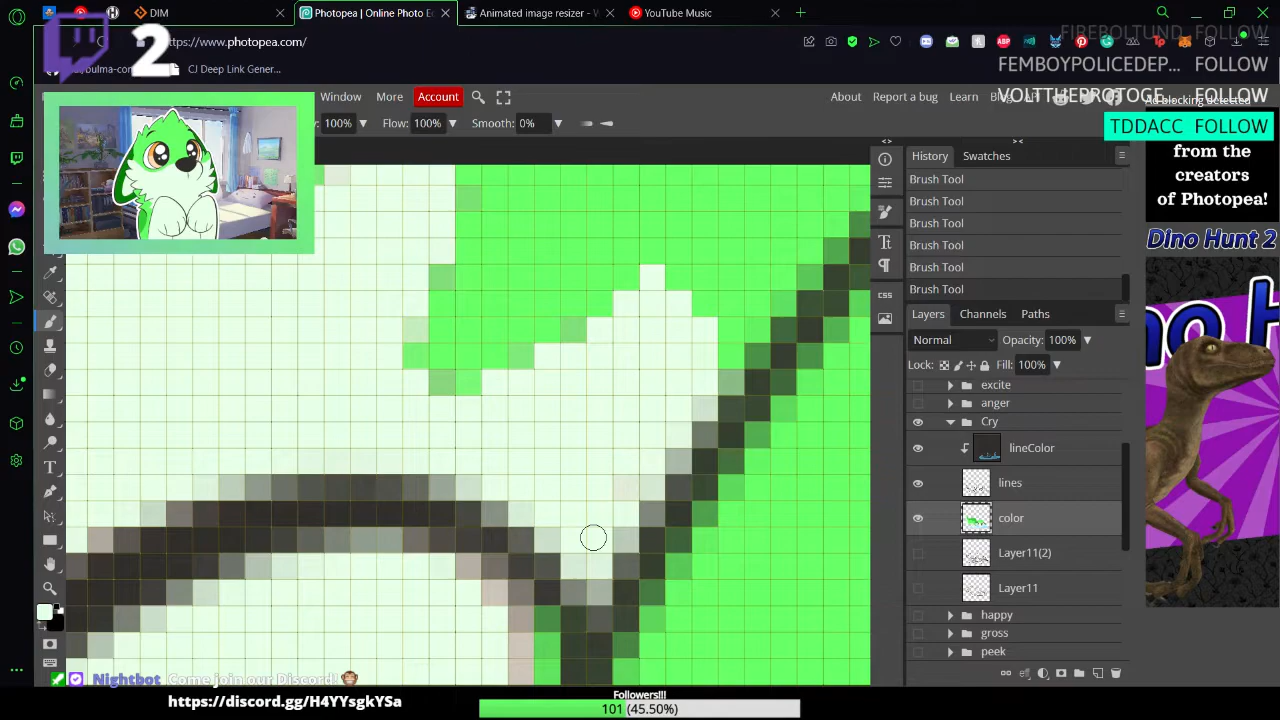 DIM
Photopea | Online Photo Ec
Animated image resizer - W
YouTube Music
2
https://www.photopea.com/
FIREBOLTUND FOLLOW
CJ Deep Link Gener...
FEMBOYPOLICEDEP... FOLLOW
VOLTTHERPROTOGE... FOLLOW
TDDACC FOLLOW
Window More Account
About Report a bug Learn
100% Flow: 100% Smooth: 0%
from the
creators
of Photopea!
Dino Hunt 2
History Swatches
Brush Tool
Brush Tool
Brush Tool
Brush Tool
Brush Tool
Brush Tool
CSS
Layers Channels Paths
Normal Opacity: 100%
Lock: Fill: 100%
excite
anger
Cry
lineColor
lines
color
Layer11(2)
Layer11
happy
gross
peek
Nightbot Come join our Discord!
https://discord.gg/H4YYsgkYSa
Followers!!!
101 (45.50%)